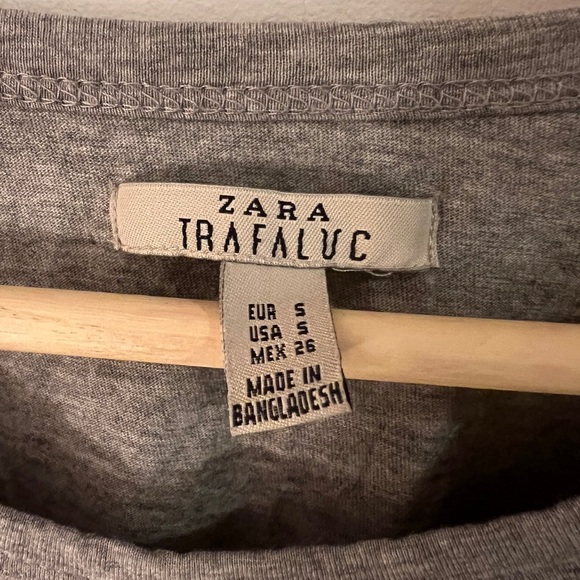 ZARA
TRAFALUC
EUR S
USA S
MEX 26
MADE IN
BANGLADESH